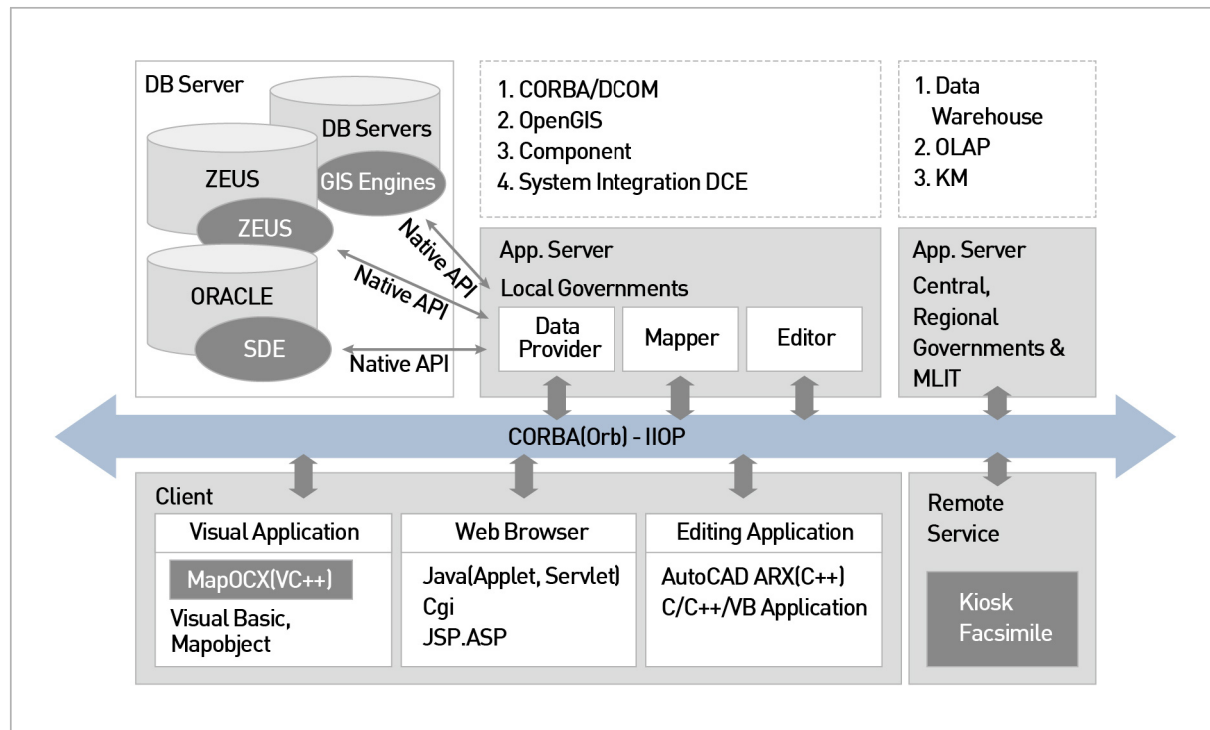 DB Server
DB Servers
GIS Engines
ZEUS
ZEUS
ORACLE
SDE
Native API
Native API
Native API
1. CORBA/DCOM
2. OpenGIS
3. Component
4. System Integration DCE
1. Data
Warehouse
2. OLAP
3. KM
App. Server
Local Governments
Data
Provider
Mapper
Editor
App. Server
Central,
Regional
Governments &
MLIT
CORBA(Orb) - IIOP
Client
Visual Application
MapOCX(VC++)
Visual Basic,
Mapobject
Web Browser
Java(Applet, Servlet)
Cgi
JSP.ASP
Editing Application
AutoCAD ARX(C++)
C/C++/VB Application
Remote
Service
Kiosk
Facsimile